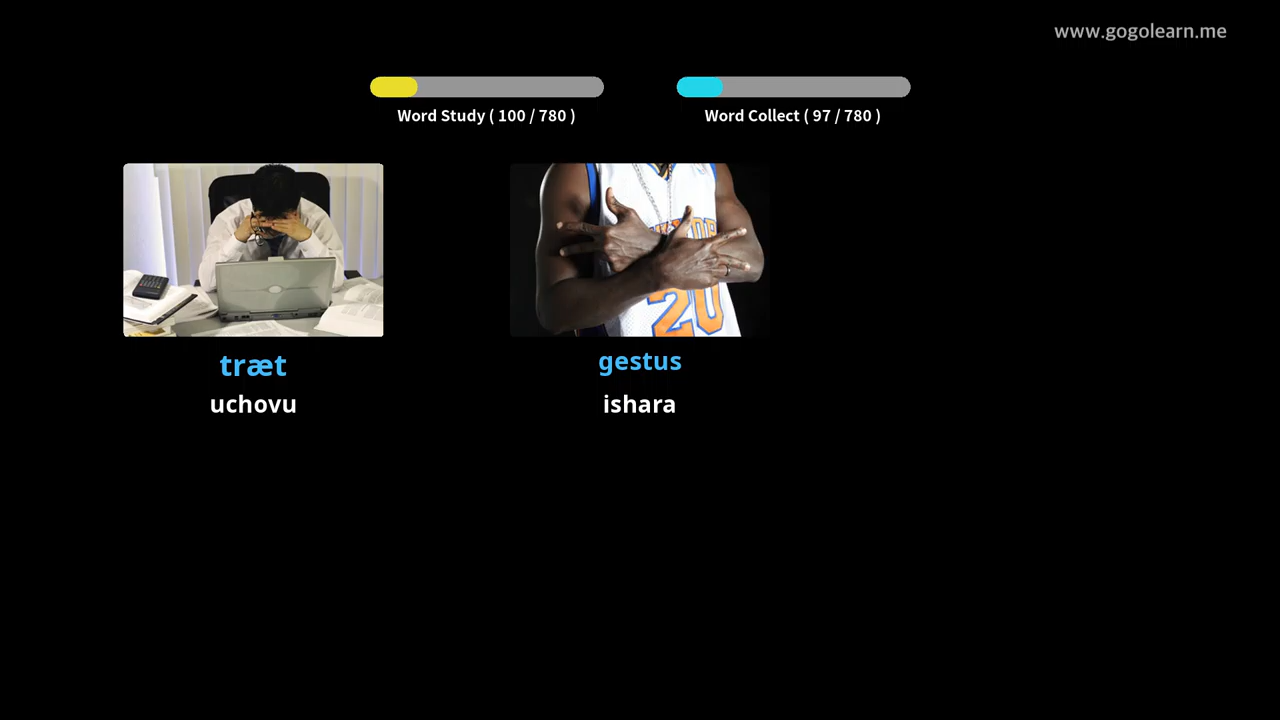 www.gogolearn.me
Word Study ( 100 / 780 )
Word Collect ( 97 / 780 )
træt
uchovu
gestus
ishara
20